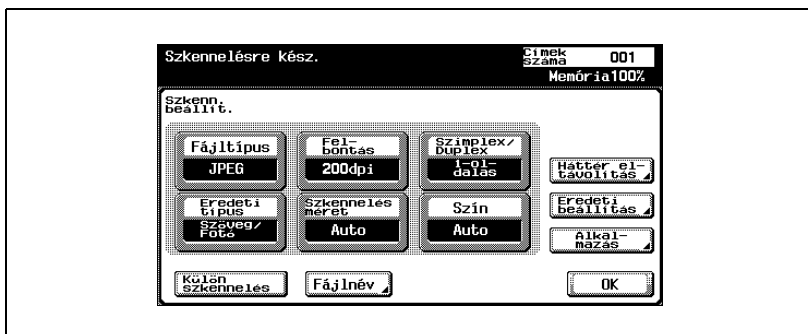 Szkennelésre kész.
Címek
száma
001
Memória100%
Szkenn.
beállít.
Fájltípus
JPEG
Fel-
bontás
200dpi
Szimplex/
Duplex
1-ol-
dalas
Háttér el-
távolítás
Eredeti
típus
Szöveg/
Fotó
Szkennelés
méret
Auto
Szín
Auto
Eredeti
beállítás
Alkal-
mazás
Külön
szkennelés
Fájlnév
OK